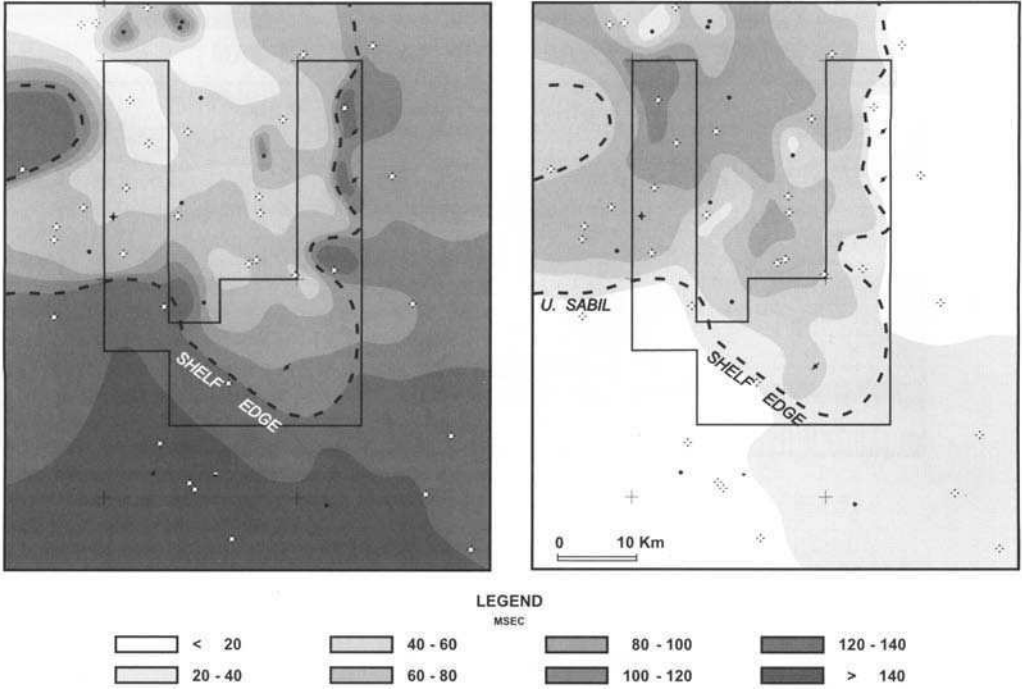 U. SABIL
SHELF
EDGE
SHELF
EDGE
0 10 Km
LEGEND
MSEC
< 20
40 - 60
80 - 100
120 - 140
20 - 40
60 - 80
100 - 120
> 140